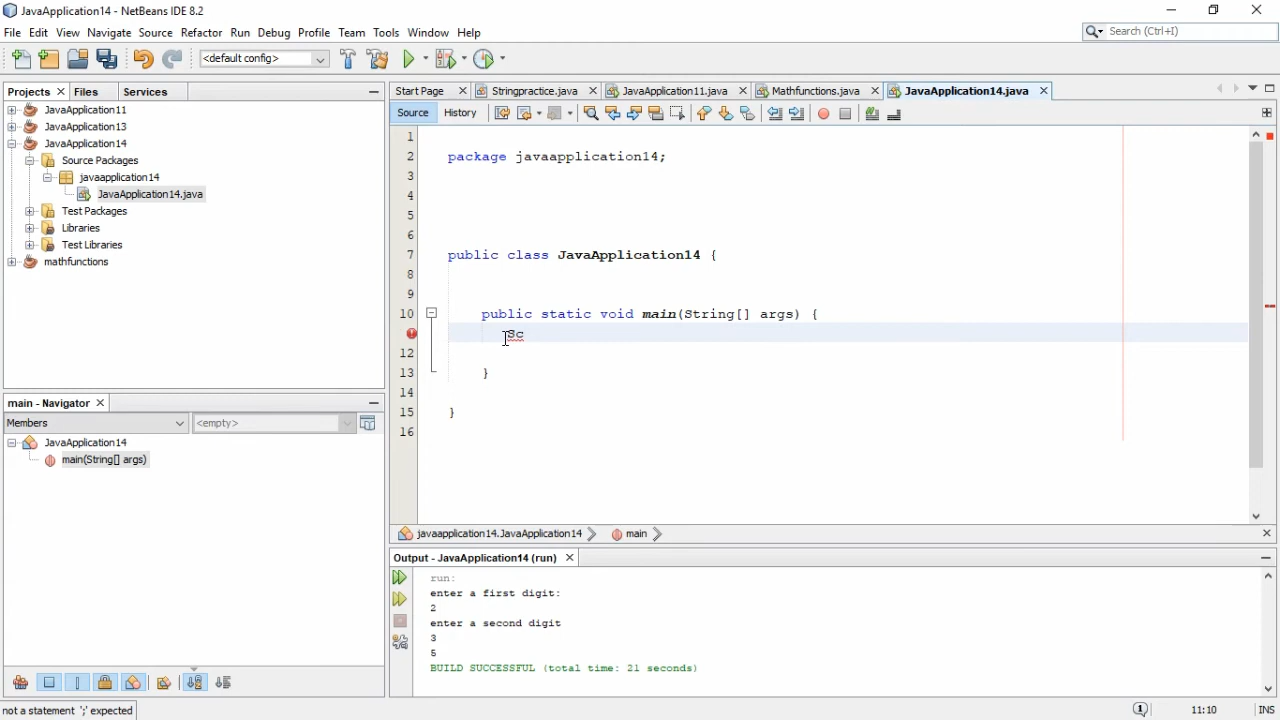 JavaApplication14 - NetBeans IDE 8.2
File Edit View Navigate Source Refactor Run Debug Profile Team Tools Window Help
Search (Ctrl+I)
<default config>
Projects Files Services
Start Page Stringpractice.java JavaApplication11.java Mathfunctions.java JavaApplication14.java
Source History
JavaApplication11
JavaApplication13
JavaApplication14
Source Packages
javaapplication14
JavaApplication14.java
Test Packages
Libraries
Test Libraries
mathfunctions
1
2 package javaapplication14;
3
4
5
6
7 public class JavaApplication14 {
8
9
10 public static void main(String[] args) {
Sc
12
13 }
14
15 }
16
main - Navigator
Members <empty>
JavaApplication14
main(String[] args)
javaapplication14.JavaApplication14 main
Output - JavaApplication14 (run)
run:
enter a first digit:
2
enter a second digit
3
5
BUILD SUCCESSFUL (total time: 21 seconds)
not a statement ';' expected
11:10 INS